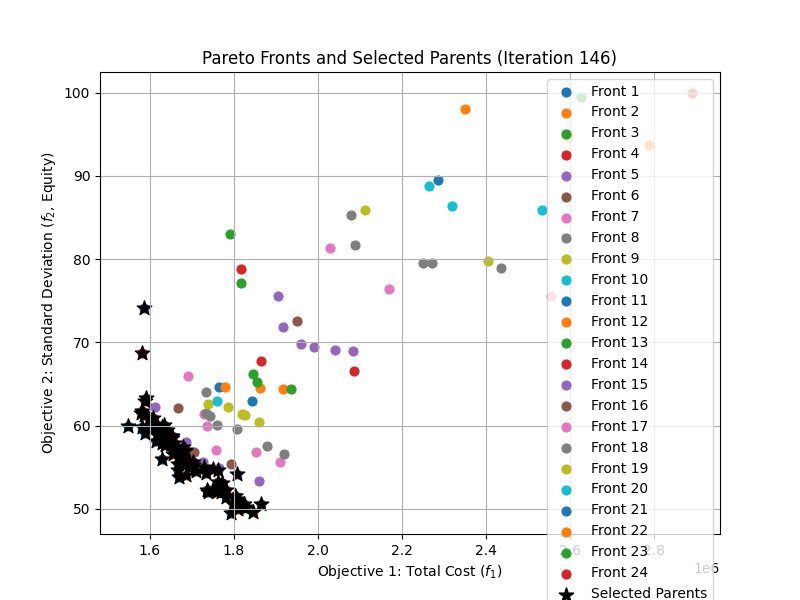 Pareto Fronts and Selected Parents (Iteration 146)
Objective 2: Standard Deviation (f₂, Equity)
100
90
80
70
60
50
1.6
1.8
2.0
2.2
2.4
2.6
2.8
1e6
Objective 1: Total Cost (f₁)
Front 1
Front 2
Front 3
Front 4
Front 5
Front 6
Front 7
Front 8
Front 9
Front 10
Front 11
Front 12
Front 13
Front 14
Front 15
Front 16
Front 17
Front 18
Front 19
Front 20
Front 21
Front 22
Front 23
Front 24
Selected Parents